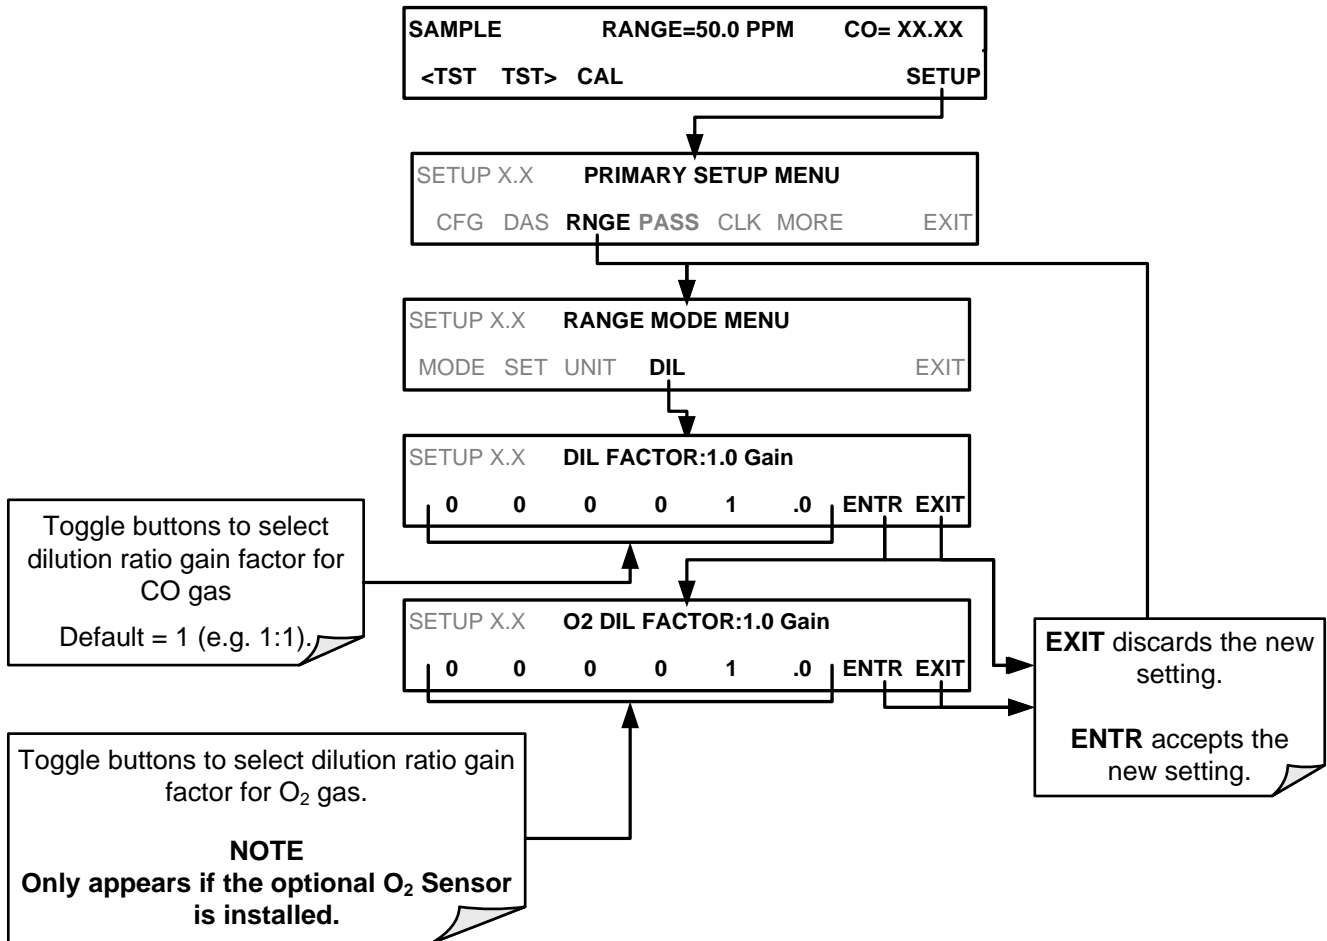 SAMPLE RANGE=50.0 PPM CO= XX.XX
<TST TST> CAL SETUP
SETUP X.X PRIMARY SETUP MENU
CFG DAS RNGE PASS CLK MORE EXIT
SETUP X.X RANGE MODE MENU
MODE SET UNIT DIL EXIT
SETUP X.X DIL FACTOR:1.0 Gain
0 0 0 0 1 .0 ENTR EXIT
Toggle buttons to select
dilution ratio gain factor for
CO gas
Default = 1 (e.g. 1:1).
SETUP X.X O2 DIL FACTOR:1.0 Gain
0 0 0 0 1 .0 ENTR EXIT
EXIT discards the new
setting.
ENTR accepts the
new setting.
Toggle buttons to select dilution ratio gain
factor for O₂ gas.
NOTE
Only appears if the optional O₂ Sensor
is installed.